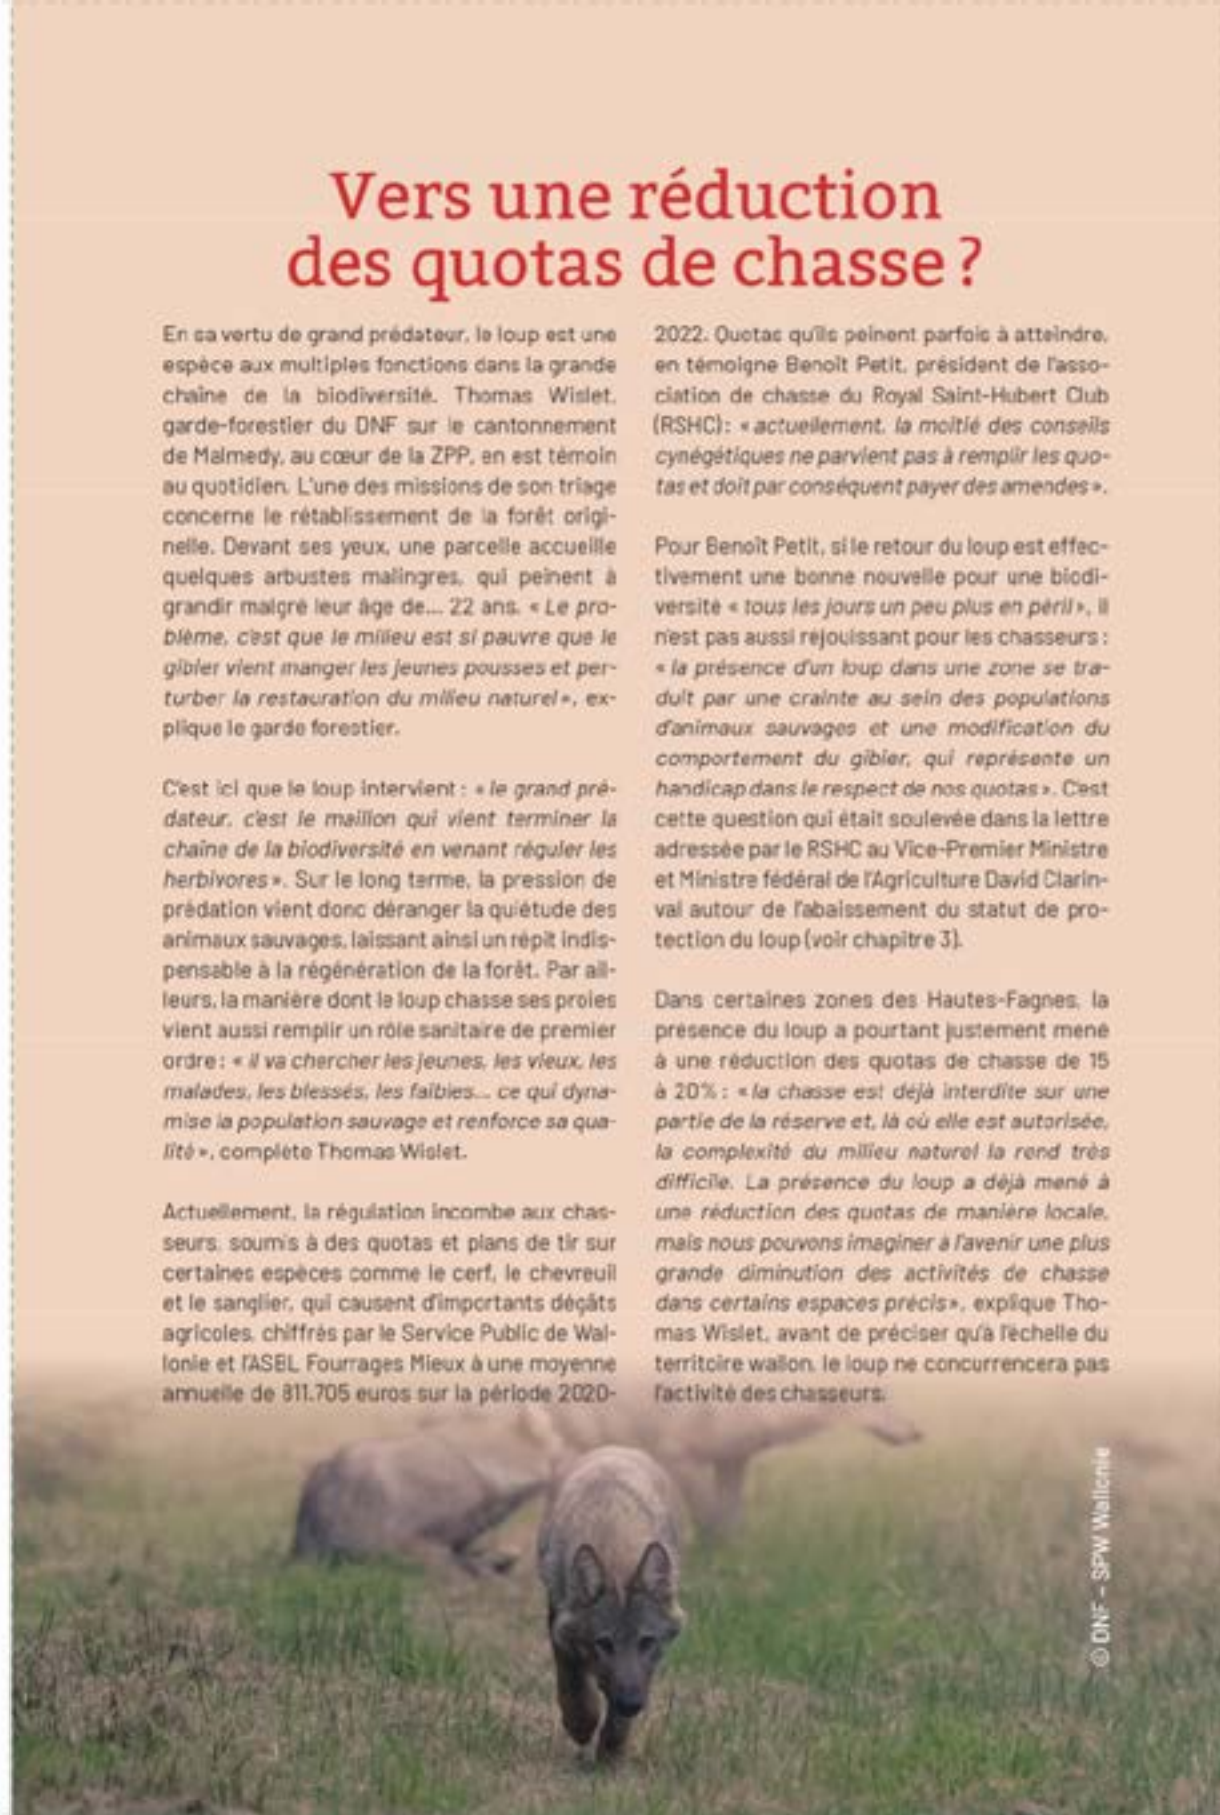 Vers une réduction
des quotas de chasse ?
En sa vertu de grand prédateur, le loup est une
espèce aux multiples fonctions dans la grande
chaîne de la biodiversité. Thomas Wislet,
garde-forestier du DNF sur le cantonnement
de Malmedy, au cœur de la ZPP, en est témoin
au quotidien. L'une des missions de son triage
concerne le rétablissement de la forêt origi-
nelle. Devant ses yeux, une parcelle accueille
quelques arbustes malingres, qui peinent à
grandir malgré leur âge de... 22 ans. « Le pro-
blème, c'est que le milieu est si pauvre que le
gibier vient manger les jeunes pousses et per-
turber la restauration du milieu naturel », ex-
plique le garde forestier.
C'est ici que le loup intervient : « le grand pré-
dateur, c'est le maillon qui vient terminer la
chaîne de la biodiversité en venant réguler les
herbivores ». Sur le long terme, la pression de
prédation vient donc déranger la quiétude des
animaux sauvages, laissant ainsi un répit indis-
pensable à la régénération de la forêt. Par ail-
leurs, la manière dont le loup chasse ses proies
vient aussi remplir un rôle sanitaire de premier
ordre : « il va chercher les jeunes, les vieux, les
malades, les blessés, les faibles... ce qui dyna-
mise la population sauvage et renforce sa qua-
lité », complète Thomas Wislet.
Actuellement, la régulation incombe aux chas-
seurs, soumis à des quotas et plans de tir sur
certaines espèces comme le cerf, le chevreuil
et le sanglier, qui causent d'importants dégâts
agricoles, chiffrés par le Service Public de Wal-
lonie et l'ASBL Fourrages Mieux à une moyenne
annuelle de 811.705 euros sur la période 2020-
2022. Quotas qu'ils peinent parfois à atteindre,
en témoigne Benoît Petit, président de l'asso-
ciation de chasse du Royal Saint-Hubert Club
(RSHC) : « actuellement, la moitié des conseils
cynégétiques ne parvient pas à remplir les quo-
tas et doit par conséquent payer des amendes ».
Pour Benoît Petit, si le retour du loup est effec-
tivement une bonne nouvelle pour une biodi-
versité « tous les jours un peu plus en péril », il
n'est pas aussi réjouissant pour les chasseurs :
« la présence d'un loup dans une zone se tra-
duit par une crainte au sein des populations
d'animaux sauvages et une modification du
comportement du gibier, qui représente un
handicap dans le respect de nos quotas ». C'est
cette question qui était soulevée dans la lettre
adressée par le RSHC au Vice-Premier Ministre
et Ministre fédéral de l'Agriculture David Clarin-
val autour de l'abaissement du statut de pro-
tection du loup (voir chapitre 3).
Dans certaines zones des Hautes-Fagnes, la
présence du loup a pourtant justement mené
à une réduction des quotas de chasse de 15
à 20% : « la chasse est déjà interdite sur une
partie de la réserve et, là où elle est autorisée,
la complexité du milieu naturel la rend très
difficile. La présence du loup a déjà mené à
une réduction des quotas de manière locale,
mais nous pouvons imaginer à l'avenir une plus
grande diminution des activités de chasse
dans certains espaces précis », explique Tho-
mas Wislet, avant de préciser qu'à l'échelle du
territoire wallon, le loup ne concurrencera pas
l'activité des chasseurs.
© DNF - SPW Wallonie